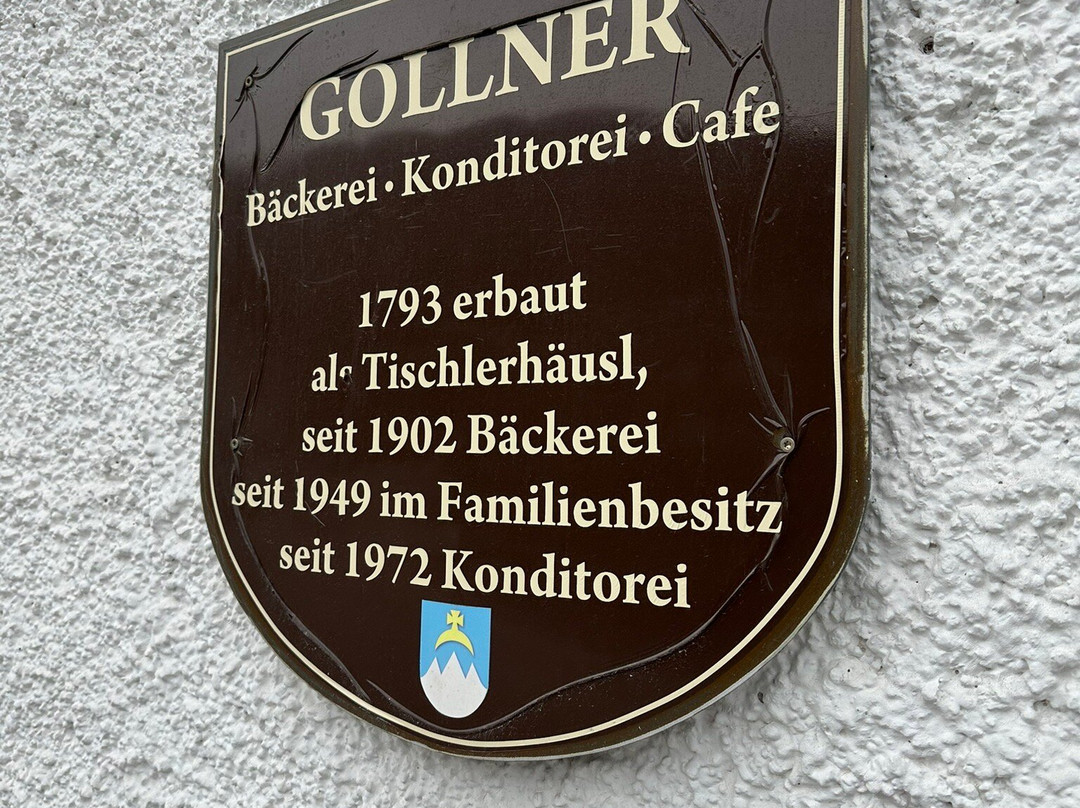 GOLLNER
Bäckerei · Konditorei · Cafe
1793 erbaut
als Tischlerhäusl,
seit 1902 Bäckerei
seit 1949 im Familienbesitz
seit 1972 Konditorei